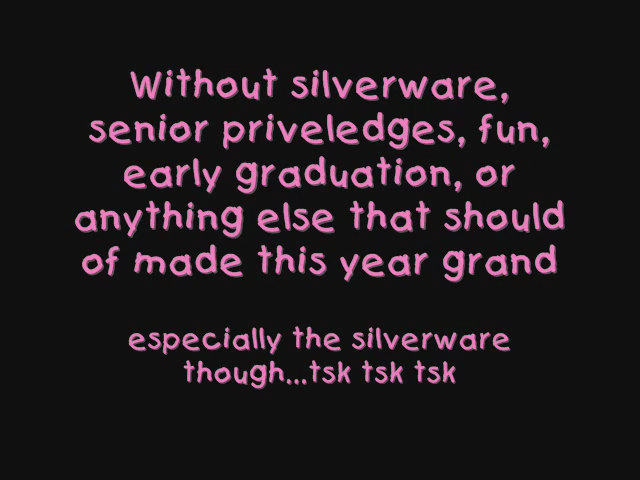 Without silverware,
senior priveledges, fun,
early graduation, or
anything else that should
of made this year grand
especially the silverware
though...tsk tsk tsk